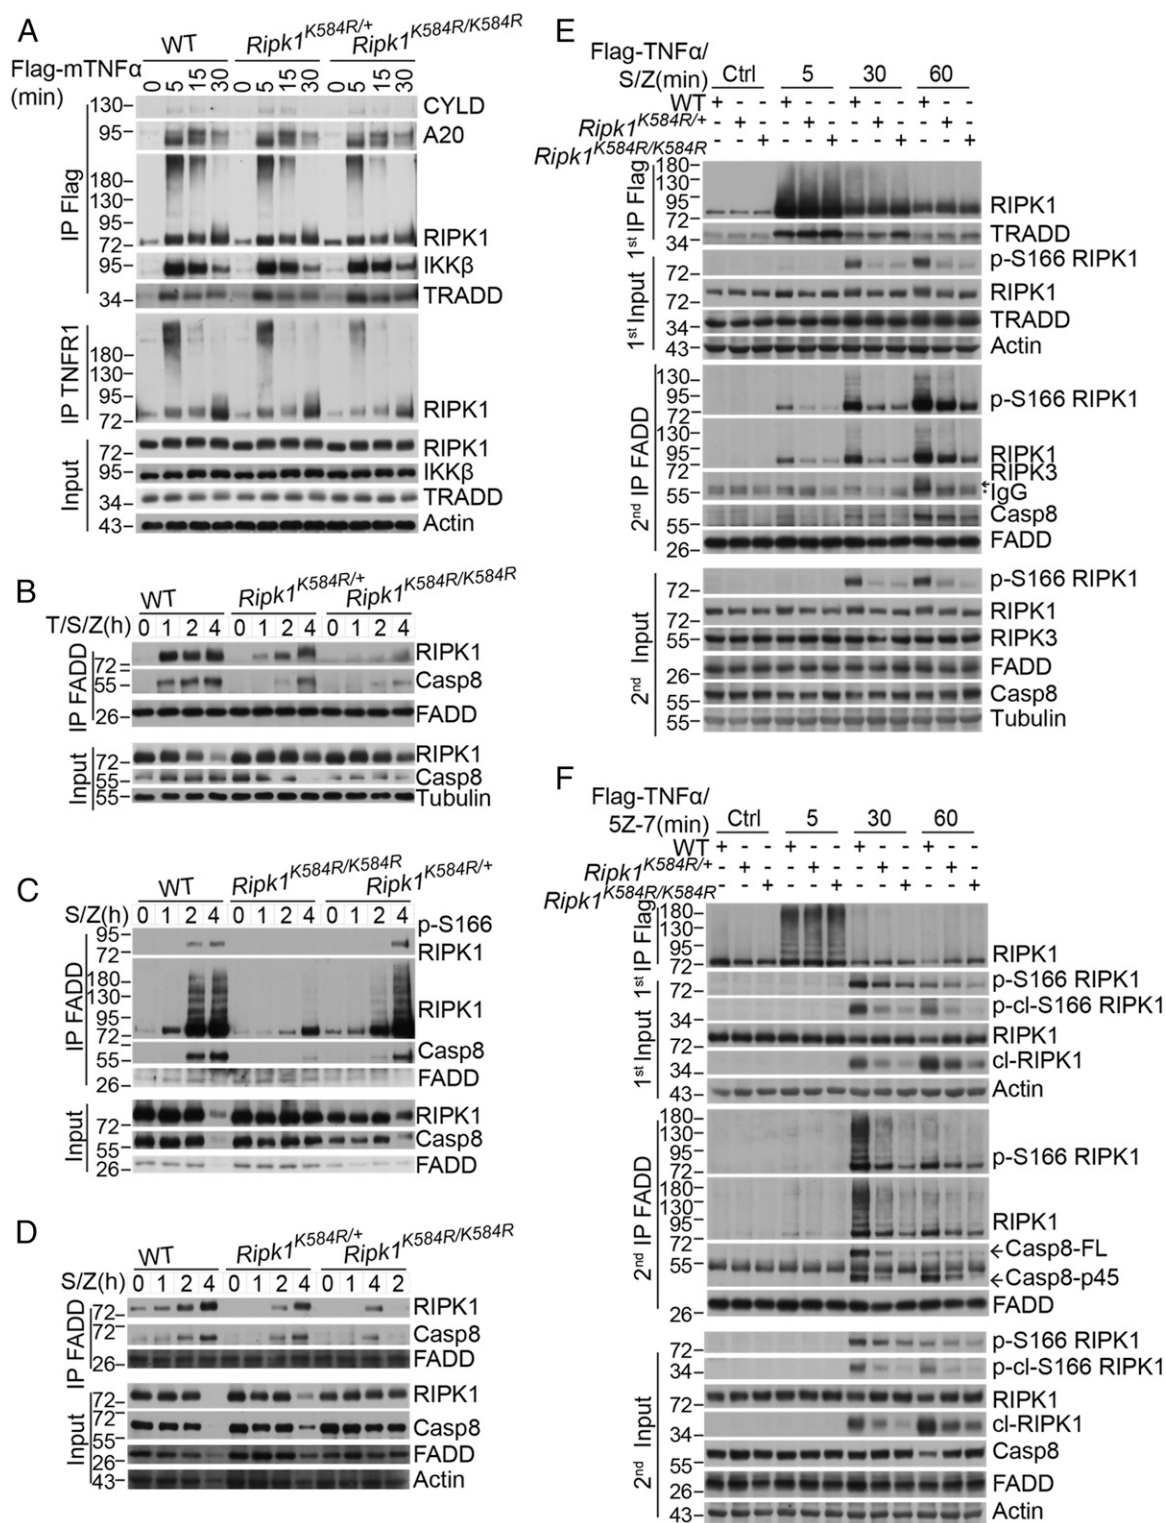 A
WT Ripk1K584R/+ Ripk1K584R/K584R
Flag-mTNFα (min)
0 5 15 30 0 5 15 30 0 5 15 30
IP Flag
130 CYLD
95 A20
180
130
95
72 RIPK1
95 IKKβ
34 TRADD
IP TNFR1
180
130
95
72 RIPK1
Input
72 RIPK1
95 IKKβ
34 TRADD
43 Actin
B
WT Ripk1K584R/+ Ripk1K584R/K584R
T/S/Z(h) 0 1 2 4 0 1 2 4 0 1 2 4
IP FADD
72 RIPK1
55 Casp8
26 FADD
Input
72 RIPK1
55 Casp8
55 Tubulin
C
WT Ripk1K584R/K584R Ripk1K584R/+
S/Z(h) 0 1 2 4 0 1 2 4 0 1 2 4
IP FADD
95 p-S166
72 RIPK1
180
130
95 RIPK1
72
55 Casp8
26 FADD
Input
72 RIPK1
55 Casp8
26 FADD
D
WT Ripk1K584R/+ Ripk1K584R/K584R
S/Z(h) 0 1 2 4 0 1 2 4 0 1 4 2
IP FADD
72 RIPK1
72
55 Casp8
26 FADD
Input
72 RIPK1
72
55 Casp8
26 FADD
43 Actin
E
Flag-TNFα/
S/Z(min) Ctrl 5 30 60
WT + - - + - - + - - + - -
Ripk1K584R/+ - + - - + - - + - - + -
Ripk1K584R/K584R - - + - - + - - + - - +
1st IP Flag
180
130
95
72 RIPK1
34 TRADD
1st Input
72 p-S166 RIPK1
72 RIPK1
34 TRADD
43 Actin
2nd IP FADD
130
95
72 p-S166 RIPK1
130
95
72 RIPK1
RIPK3
55 IgG
55 Casp8
26 FADD
2nd Input
72 p-S166 RIPK1
72 RIPK1
55 RIPK3
26 FADD
55 Casp8
55 Tubulin
F
Flag-TNFα/
5Z-7(min) Ctrl 5 30 60
WT + - - + - - + - - + - -
Ripk1K584R/+ - + - - + - - + - - + -
Ripk1K584R/K584R - - + - - + - - + - - +
1st IP Flag
180
130
95
72 RIPK1
1st Input
72 p-S166 RIPK1
34 p-cl-S166 RIPK1
72 RIPK1
34 cl-RIPK1
43 Actin
2nd IP FADD
180
130
95
72 p-S166 RIPK1
180
130
95 RIPK1
72 Casp8-FL
55
Casp8-p45
26 FADD
2nd Input
72 p-S166 RIPK1
34 p-cl-S166 RIPK1
72 RIPK1
34 cl-RIPK1
55 Casp8
26 FADD
43 Actin